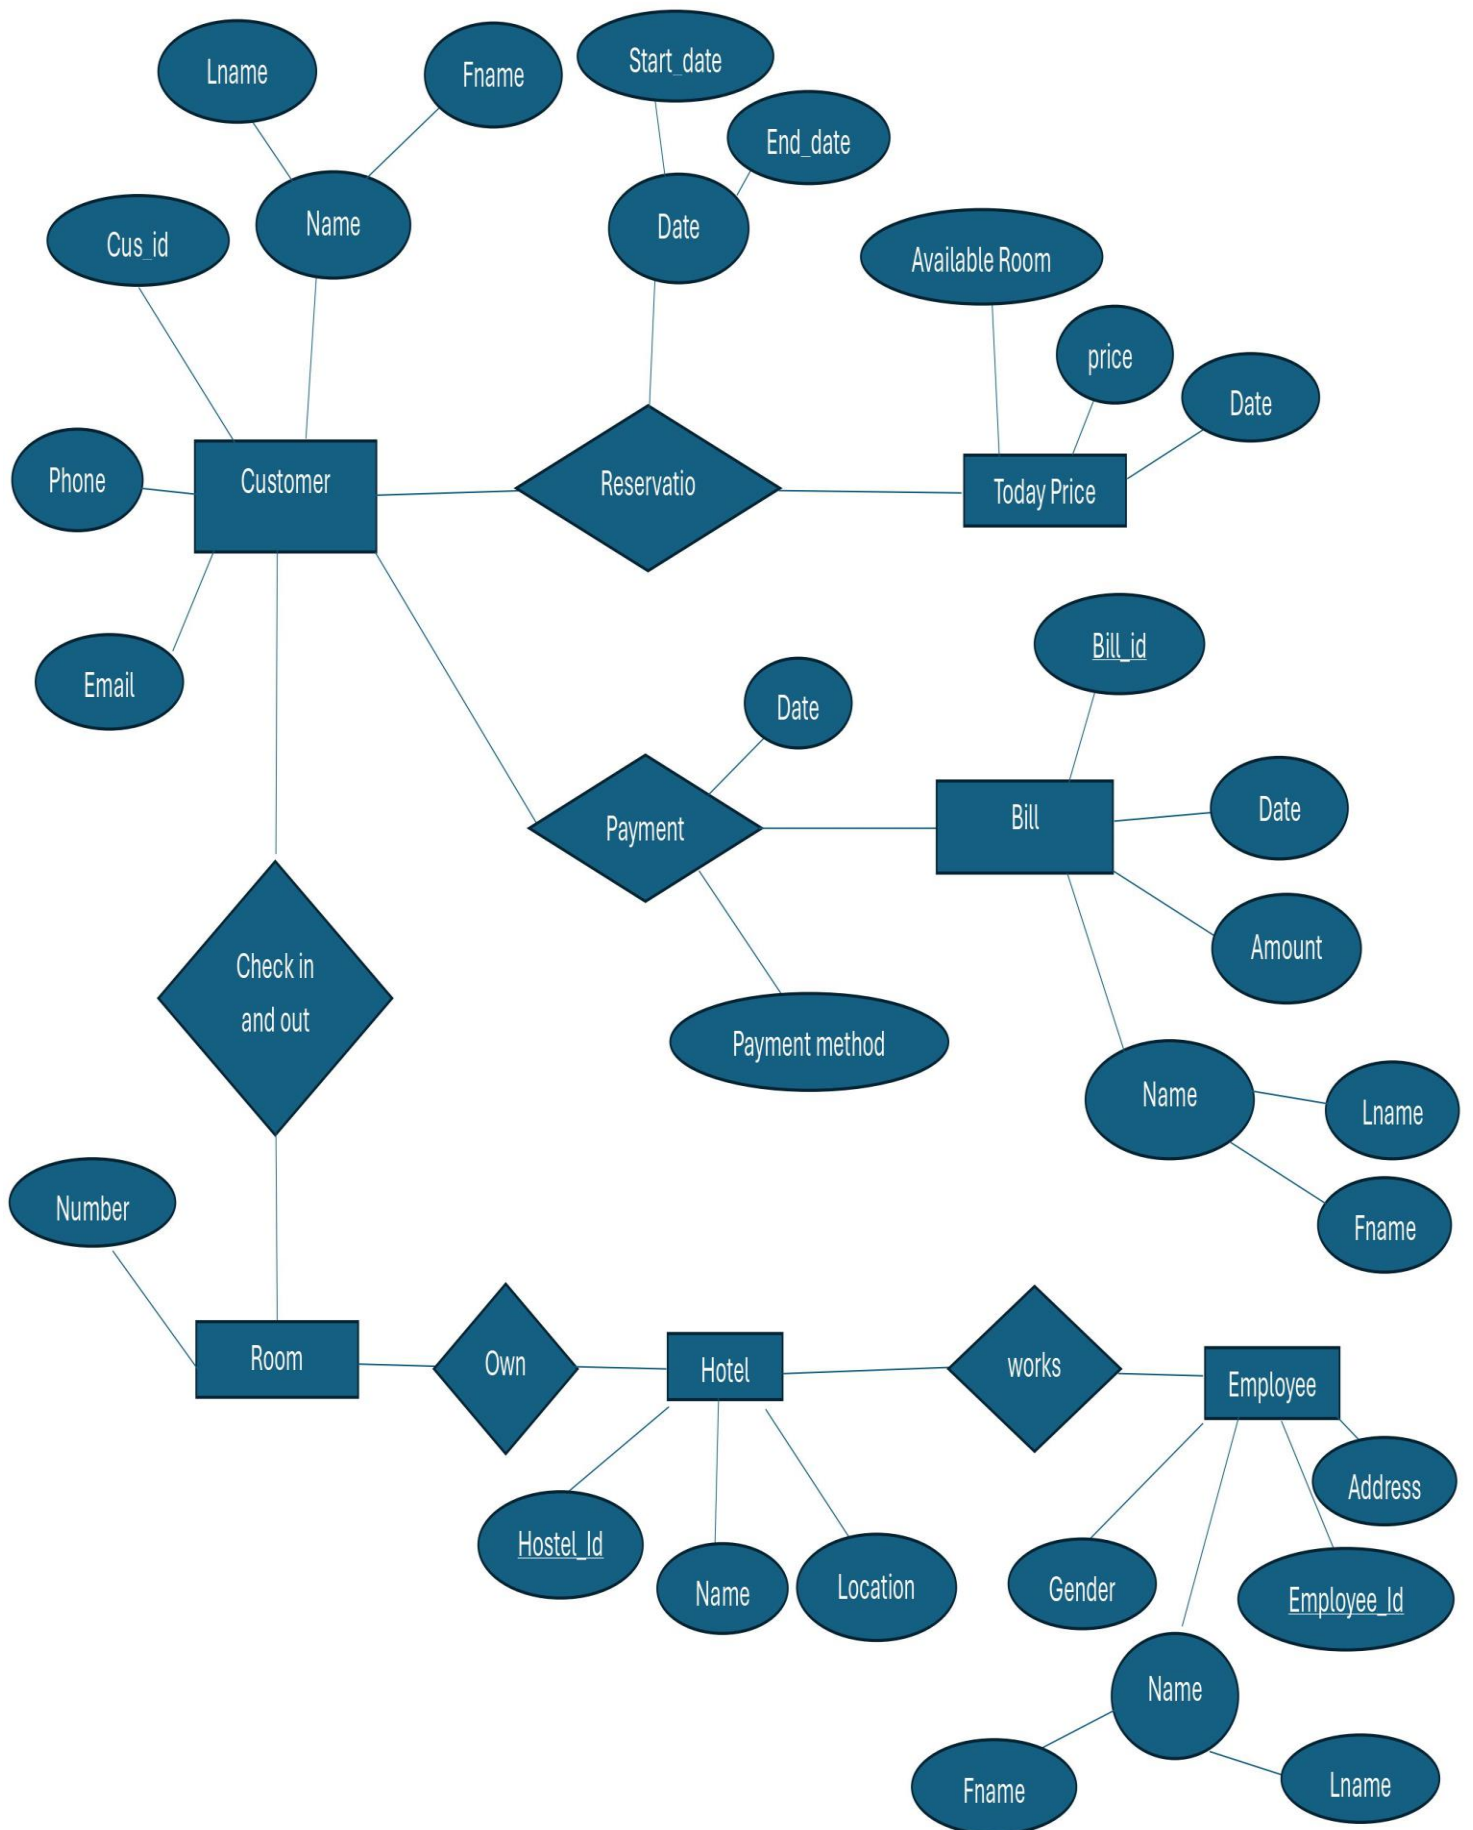 Lname
Fname
Start_date
End_date
Cus_id
Name
Date
Available Room
price
Date
Phone
Customer
Reservatio
Today Price
Email
Bill_id
Date
Payment
Bill
Date
Amount
Check in
and out
Payment method
Name
Lname
Number
Fname
Room
Own
Hotel
works
Employee
Address
Hostel_Id
Name
Location
Gender
Employee_Id
Name
Fname
Lname